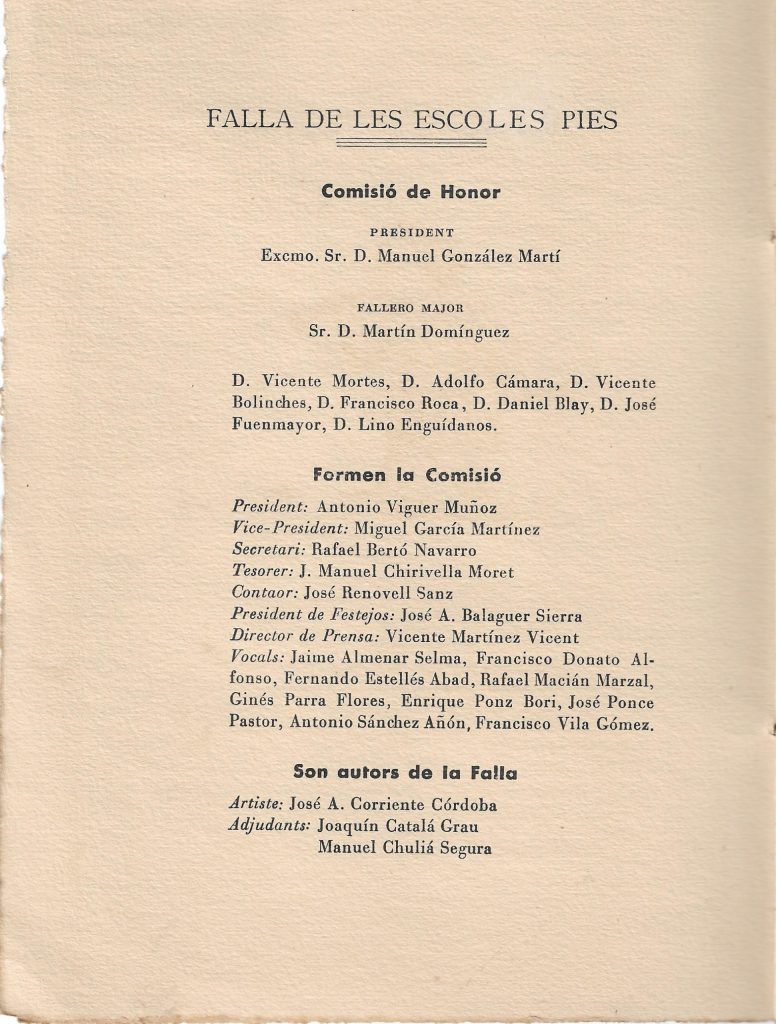 FALLA DE LES ESCOLES PIES
Comisió de Honor
PRESIDENT
Excmo. Sr. D. Manuel González Martí
FALLERO MAJOR
Sr. D. Martín Domínguez
D. Vicente Mortes, D. Adolfo Cámara, D. Vicente
Bolinches, D. Francisco Roca, D. Daniel Blay, D. José
Fuenmayor, D. Lino Enguídanos.
Formen la Comisió
President: Antonio Viguer Muñoz
Vice-President: Miguel García Martínez
Secretari: Rafael Bertó Navarro
Tesorer: J. Manuel Chirivella Moret
Contaor: José Renovell Sanz
President de Festejos: José A. Balaguer Sierra
Director de Prensa: Vicente Martínez Vicent
Vocals: Jaime Almenar Selma, Francisco Donato Al-
fonso, Fernando Estellés Abad, Rafael Macián Marzal,
Ginés Parra Flores, Enrique Ponz Bori, José Ponce
Pastor, Antonio Sánchez Añón, Francisco Vila Gómez.
Son autors de la Falla
Artiste: José A. Corriente Córdoba
Adjudants: Joaquín Catalá Grau
Manuel Chuliá Segura